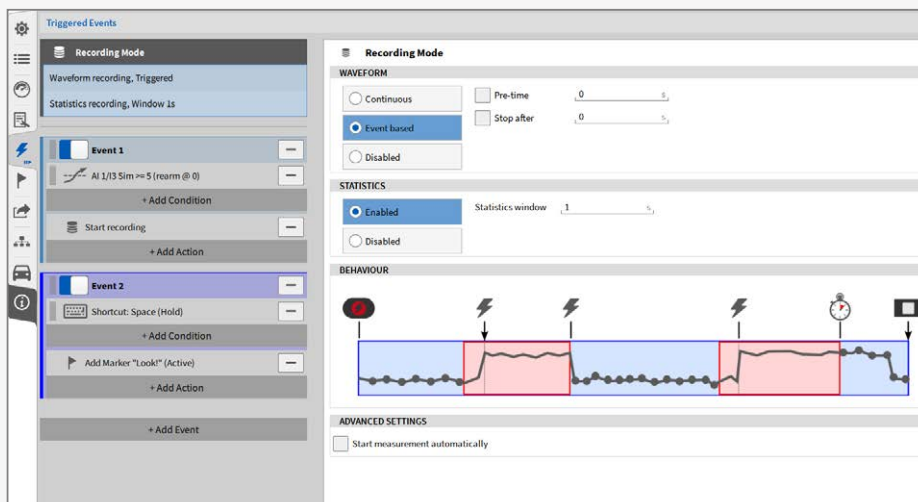 Triggered Events
Recording Mode
Waveform recording, Triggered
Statistics recording, Window 1s
Event 1
AI 1/I3 Sim >= 5 (rearm @ 0)
+ Add Condition
Start recording
+ Add Action
Event 2
Shortcut: Space (Hold)
+ Add Condition
Add Marker "Look!" (Active)
+ Add Action
+ Add Event
Recording Mode
WAVEFORM
Continuous
Pre-time 0 s
Event based
Stop after 0 s
Disabled
STATISTICS
Enabled
Statistics window 1 s
Disabled
BEHAVIOUR
ADVANCED SETTINGS
Start measurement automatically